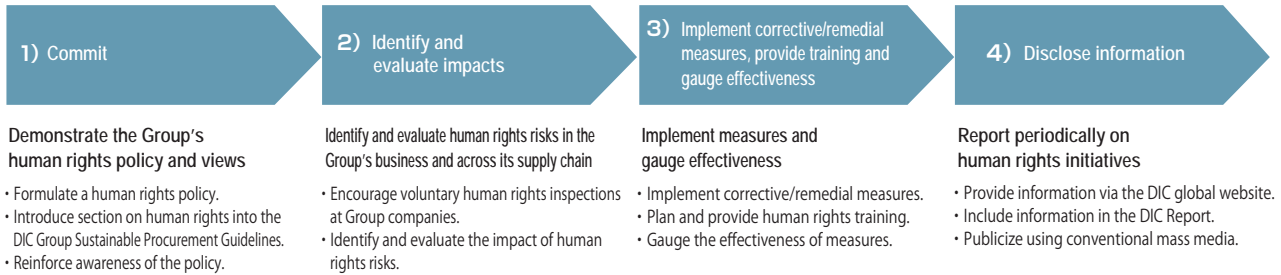 1) Commit
2) Identify and
evaluate impacts
3) Implement corrective/remedial
measures, provide training and
gauge effectiveness
4) Disclose information
Demonstrate the Group's
human rights policy and views
・Formulate a human rights policy.
・Introduce section on human rights into the
DIC Group Sustainable Procurement Guidelines.
・Reinforce awareness of the policy.
Identify and evaluate human rights risks in the
Group's business and across its supply chain
・Encourage voluntary human rights inspections
at Group companies.
・Identify and evaluate the impact of human
rights risks.
Implement measures and
gauge effectiveness
・Implement corrective/remedial measures.
・Plan and provide human rights training.
・Gauge the effectiveness of measures.
Report periodically on
human rights initiatives
・Provide information via the DIC global website.
・Include information in the DIC Report.
・Publicize using conventional mass media.